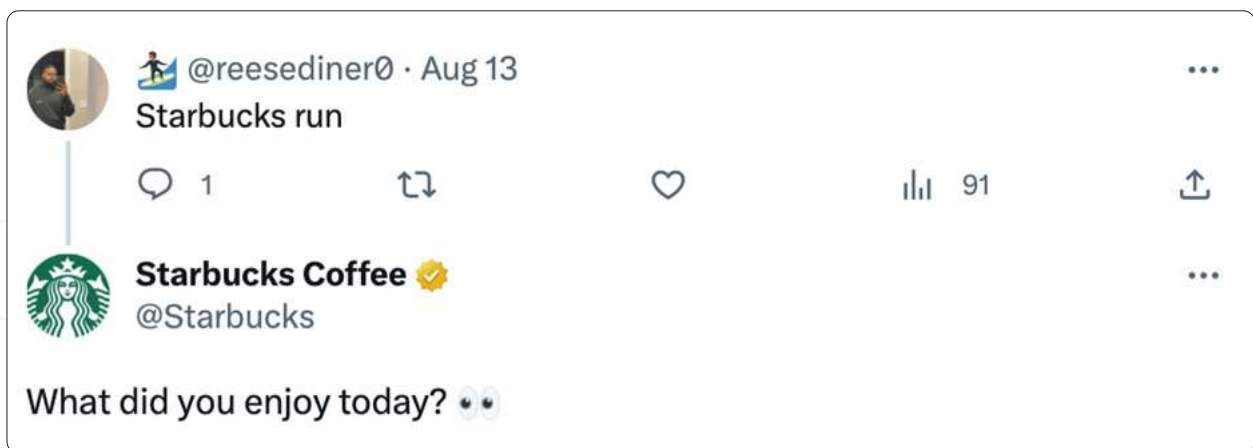 🏄🏽‍♂️ @reesediner0 · Aug 13
Starbucks run
1 91
Starbucks Coffee
@Starbucks
What did you enjoy today? 👀